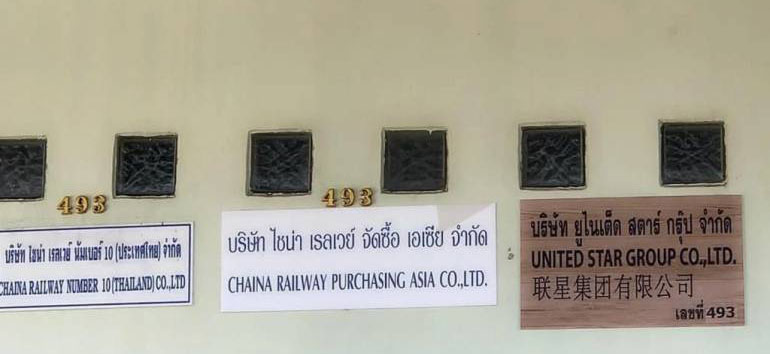 493
บริษัท ไชน่า เรลเวย์ นัมเบอร์ 10 (ประเทศไทย) จำกัด
CHAINA RAILWAY NUMBER 10 (THAILAND) CO.,LTD
493
บริษัท ไชน่า เรลเวย์ จัดซื้อ เอเซีย จำกัด
CHAINA RAILWAY PURCHASING ASIA CO.,LTD.
บริษัท ยูไนเต็ด สตาร์ กรุ๊ป จำกัด
UNITED STAR GROUP CO.,LTD.
联星集团有限公司
เลขที่ 493